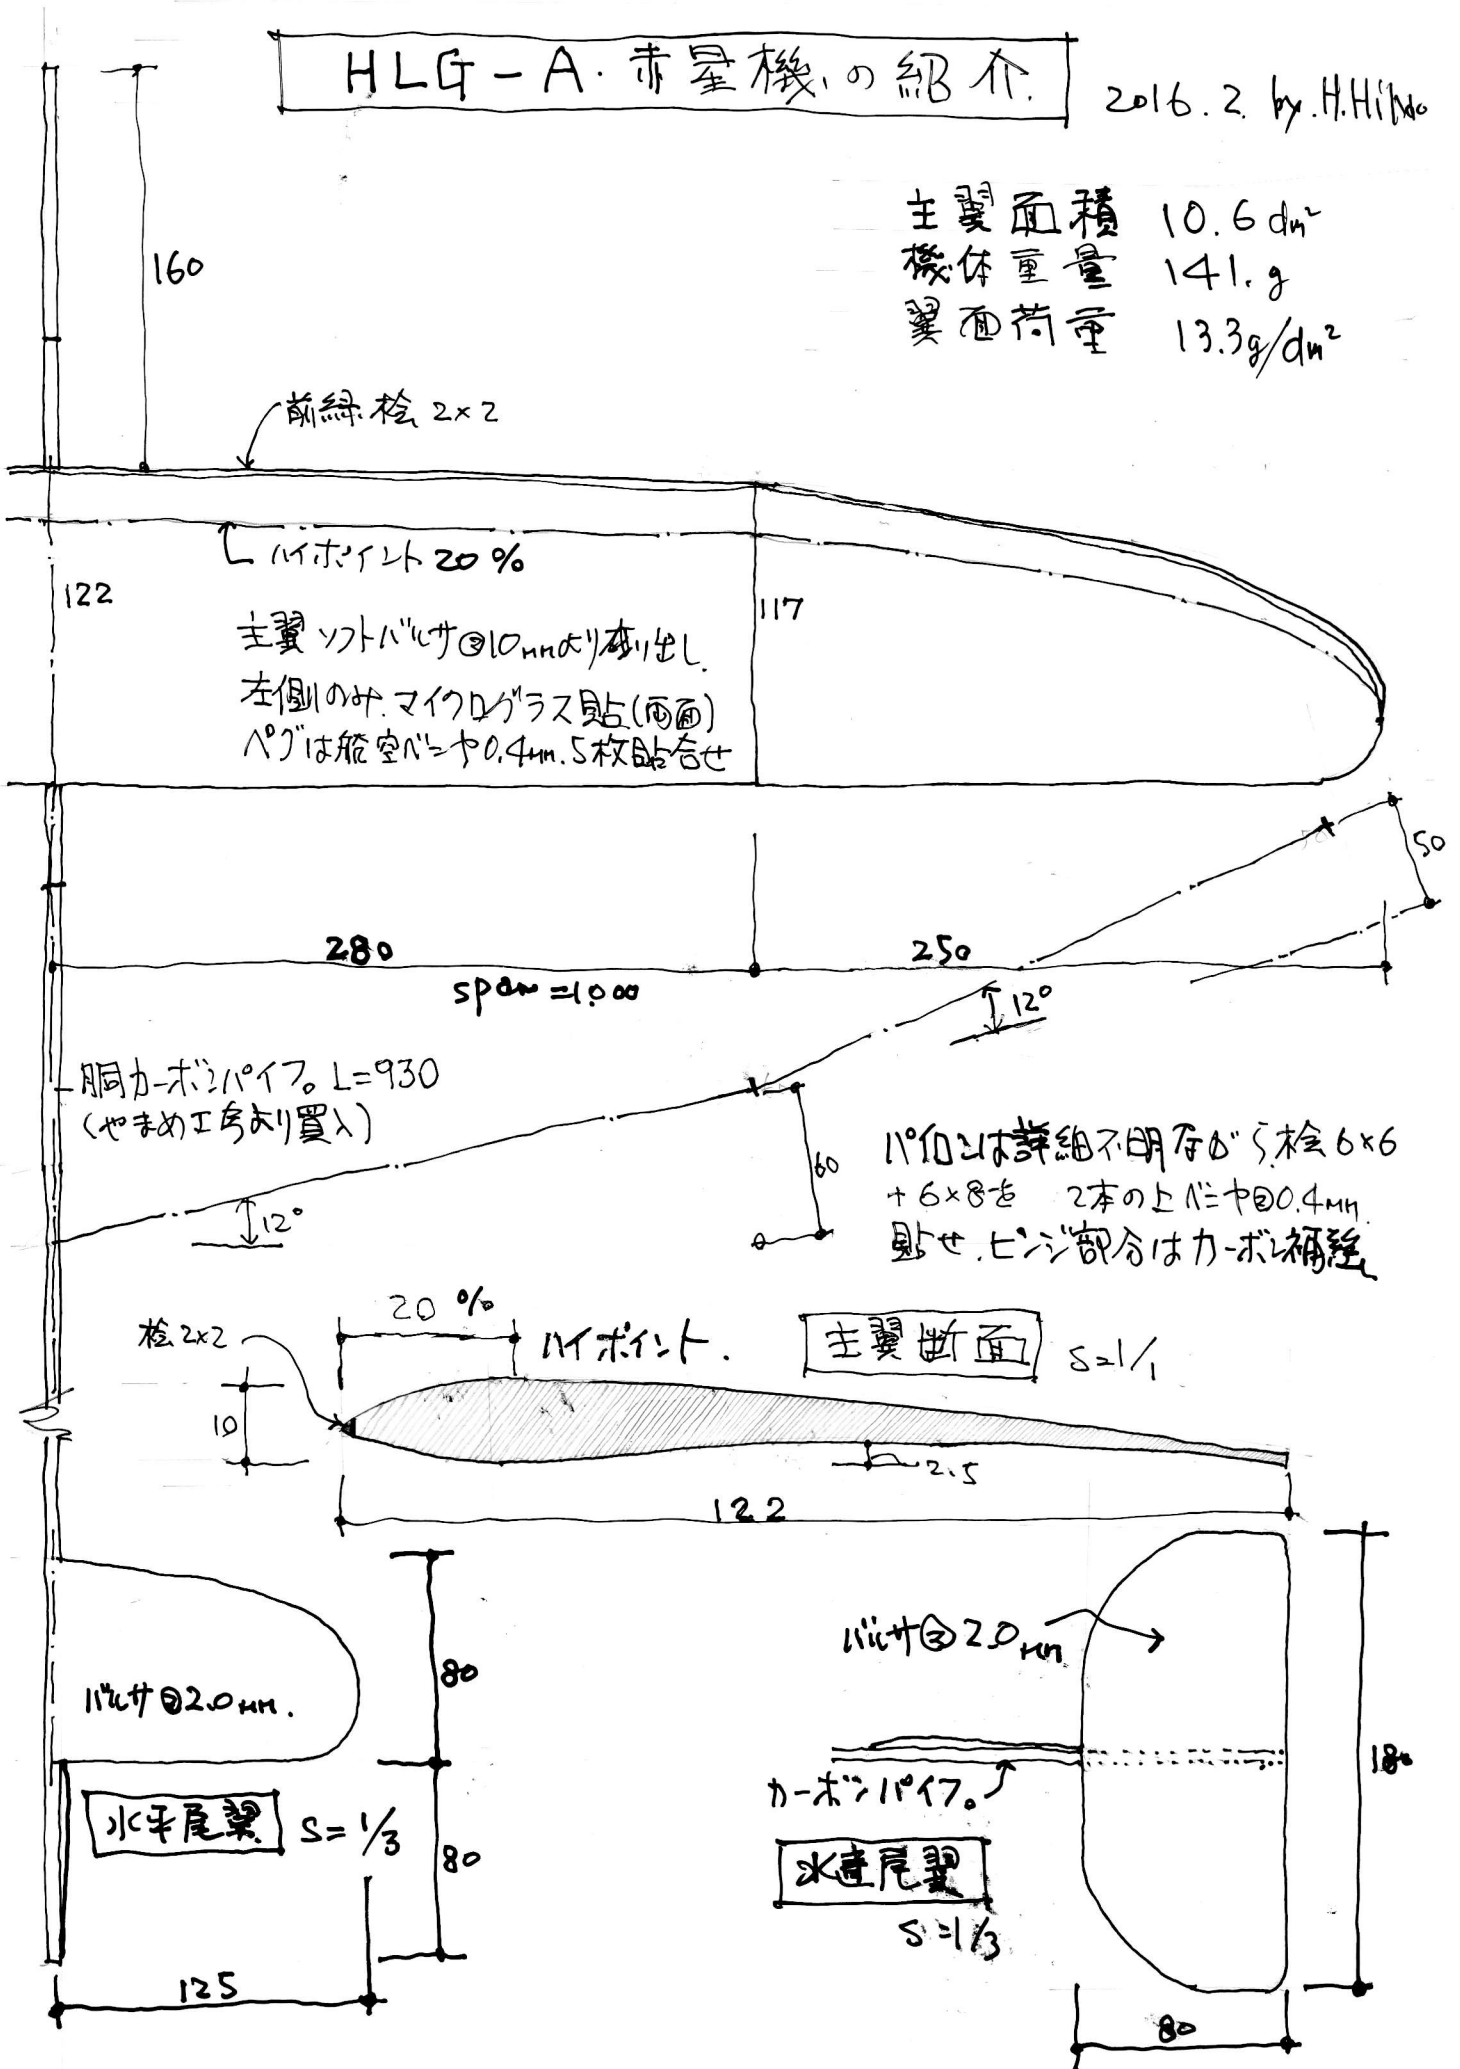 HLG-A・赤星機の紹介
2016.2. by.H.
主翼面積 10.6 dm²
機体重量 141.g
翼面荷重 13.3g/dm²
160
前縁 桧 2×2
ハイポイント 20%
122
117
主翼 ソフトバルサ 10mmより削り出し
左側のみ.マイクログラス貼(両面)
ペグは航空ベニヤ0.4mm.5枚貼合せ
50
280
250
span=1000
12°
胴カーボンパイプ。L=930
(やまめ工房より買入)
60
12°
パイロンは詳細不明ながら.桧6×6
+6×8を 2本の上ベニヤ 0.4mm
貼せ.ヒンジ部分はカーボン補強
20%
ハイポイント.
主翼断面
S=1/1
桧2×2
10
2.5
122
バルサ 2.0mm.
80
水平尾翼
S=1/3
80
125
バルサ 2.0mm
カーボンパイプ。
尾翼
S=1/3
180
80